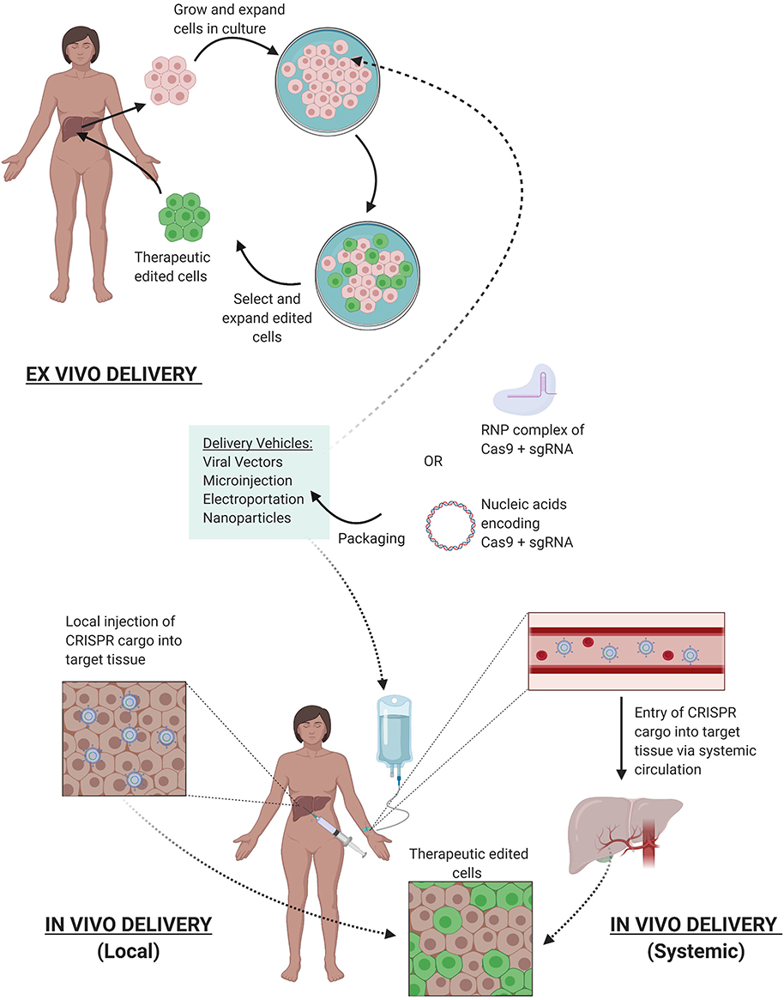 Grow and expand
cells in culture
Therapeutic
edited cells
Select and
expand edited
cells
EX VIVO DELIVERY
RNP complex of
Cas9 + sgRNA
OR
Delivery Vehicles:
Viral Vectors
Microinjection
Electroportation
Nanoparticles
Packaging
Nucleic acids
encoding
Cas9 + sgRNA
Local injection of
CRISPR cargo into
target tissue
Entry of CRISPR
cargo into target
tissue via systemic
circulation
Therapeutic edited
cells
IN VIVO DELIVERY
(Local)
IN VIVO DELIVERY
(Systemic)